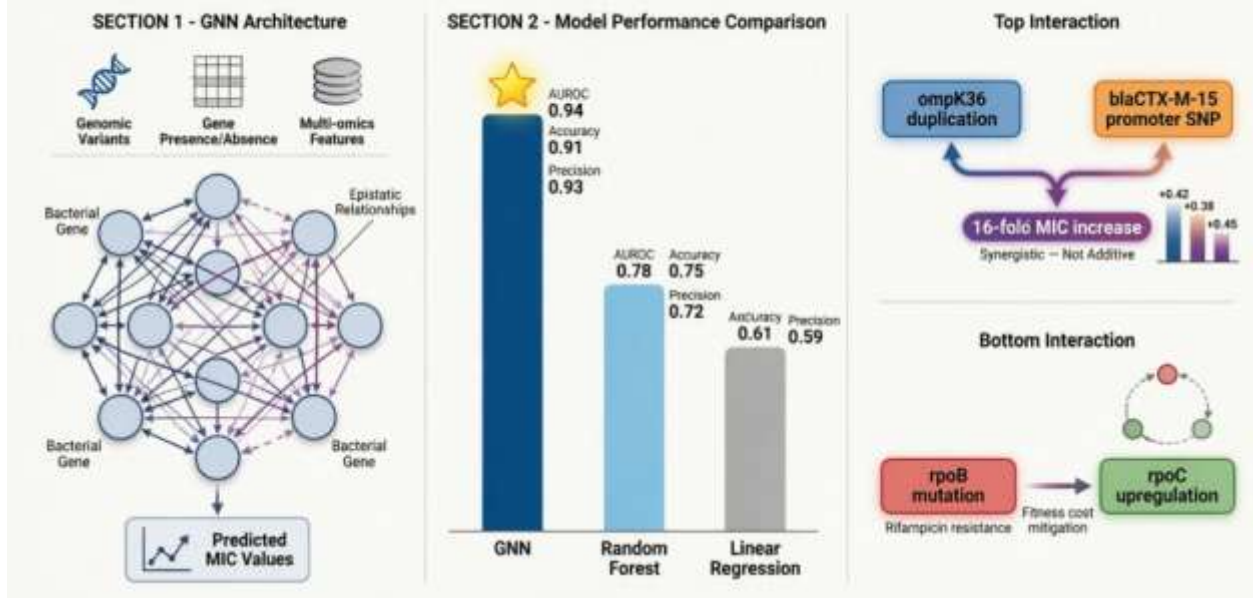 SECTION 1 - GNN Architecture
Genomic
Variants
Gene
Presence/Absence
Multi-omics
Features
Bacterial
Gene
Epistatic
Relationships
Bacterial
Gene
Bacterial
Gene
Predicted
MIC Values
SECTION 2 - Model Performance Comparison
AUROC
0.94
Accuracy
0.91
Precision
0.93
AUROC
0.78
Accuracy
0.75
Precision
0.72
Accuracy
0.61
Precision
0.59
GNN
Random
Forest
Linear
Regression
Top Interaction
ompK36
duplication
blaCTX-M-15
promoter SNP
16-fold MIC increase
Synergistic — Not Additive
+0.42
+0.38
+0.45
Bottom Interaction
rpoB
mutation
Rifampicin resistance
Fitness cost
mitigation
rpoC
upregulation